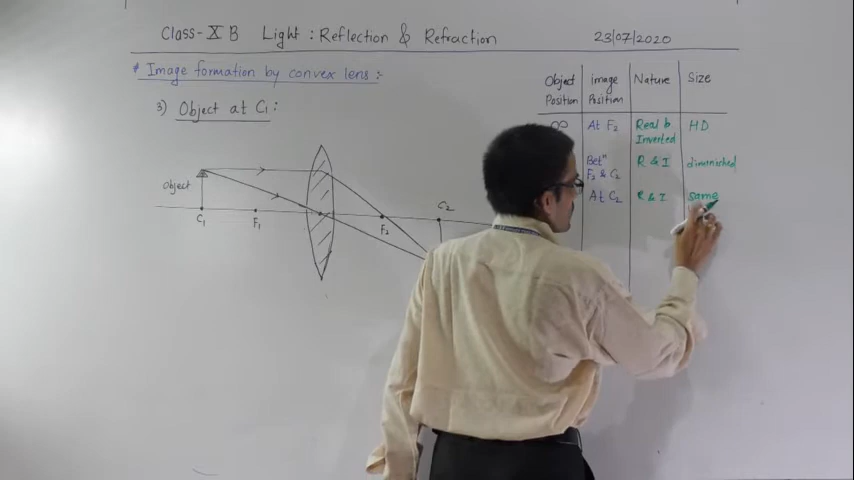 Class-X B Light : Reflection & Refraction 23/07/2020
* Image formation by convex lens :-
3) Object at C₁ :
Object
C₁
F₁
F₂
C₂
Object Position
Image Position
Nature
Size
∞
At F₂
Real & Inverted
HD
Betⁿ F₂ & C₂
R & I
diminished
At C₂
R & I
same